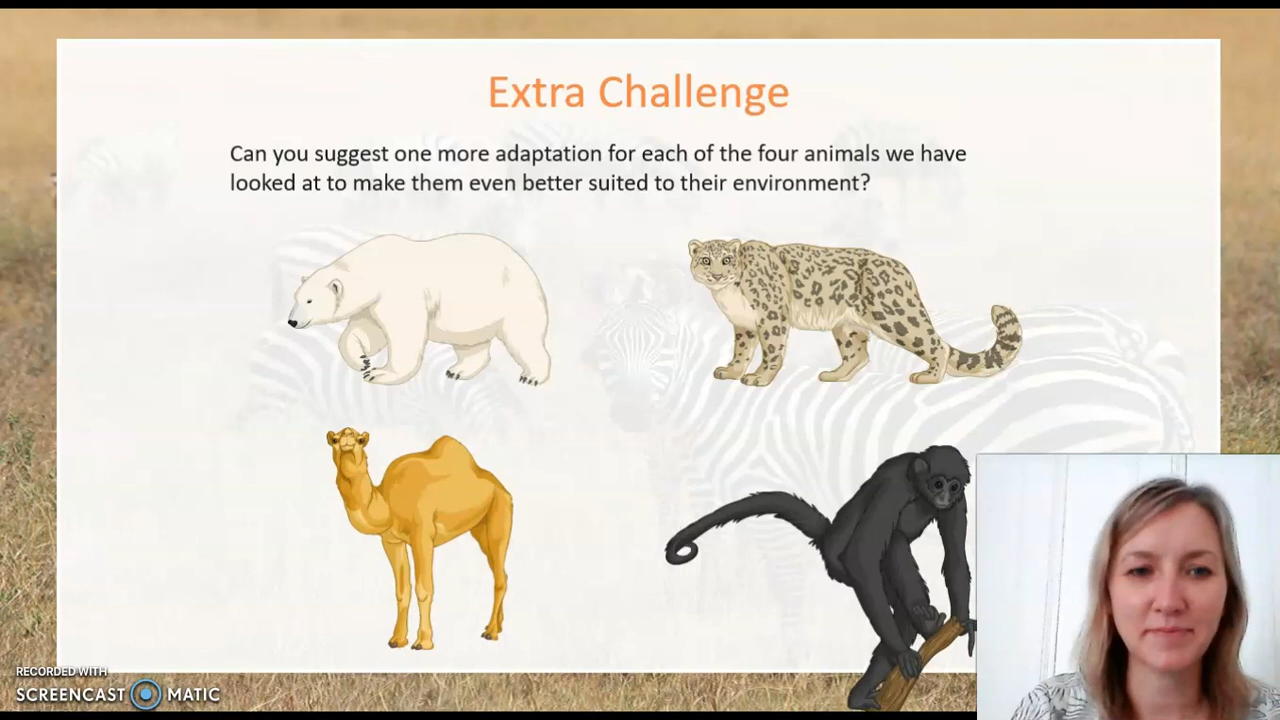 Extra Challenge
Can you suggest one more adaptation for each of the four animals we have
looked at to make them even better suited to their environment?
RECORDED WITH
SCREENCAST MATIC